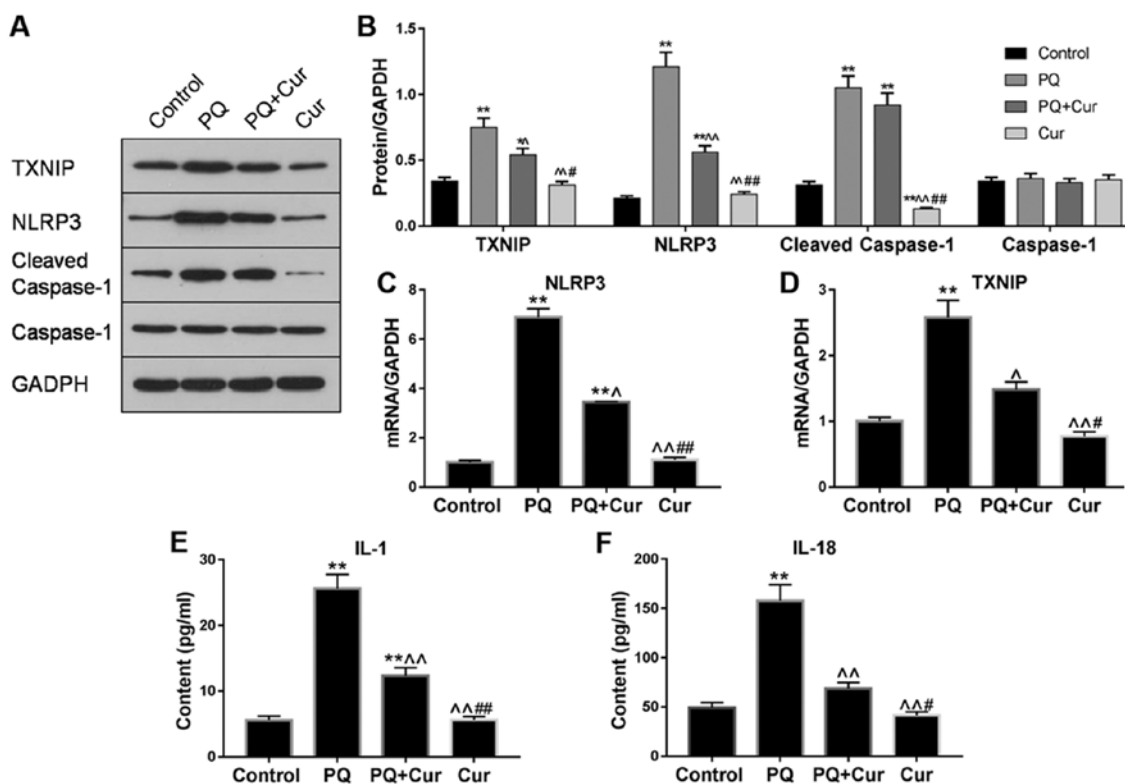 A
Control PQ PQ+Cur Cur
TXNIP
NLRP3
Cleaved
Caspase-1
Caspase-1
GADPH
B
Protein/GAPDH
1.5
1.0
0.5
0.0
** *^ ^^#
** **^^ ^^##
** ** **^^##
TXNIP NLRP3 Cleaved Caspase-1 Caspase-1
Control
PQ
PQ+Cur
Cur
C
NLRP3
mRNA/GAPDH
8
6
4
2
0
** **^ ^^##
Control PQ PQ+Cur Cur
D
TXNIP
mRNA/GAPDH
3
2
1
0
** ^ ^^#
Control PQ PQ+Cur Cur
E
IL-1
Content (pg/ml)
30
20
10
0
** **^^ ^^##
Control PQ PQ+Cur Cur
F
IL-18
Content (pg/ml)
200
150
100
50
0
** ^^ ^^#
Control PQ PQ+Cur Cur